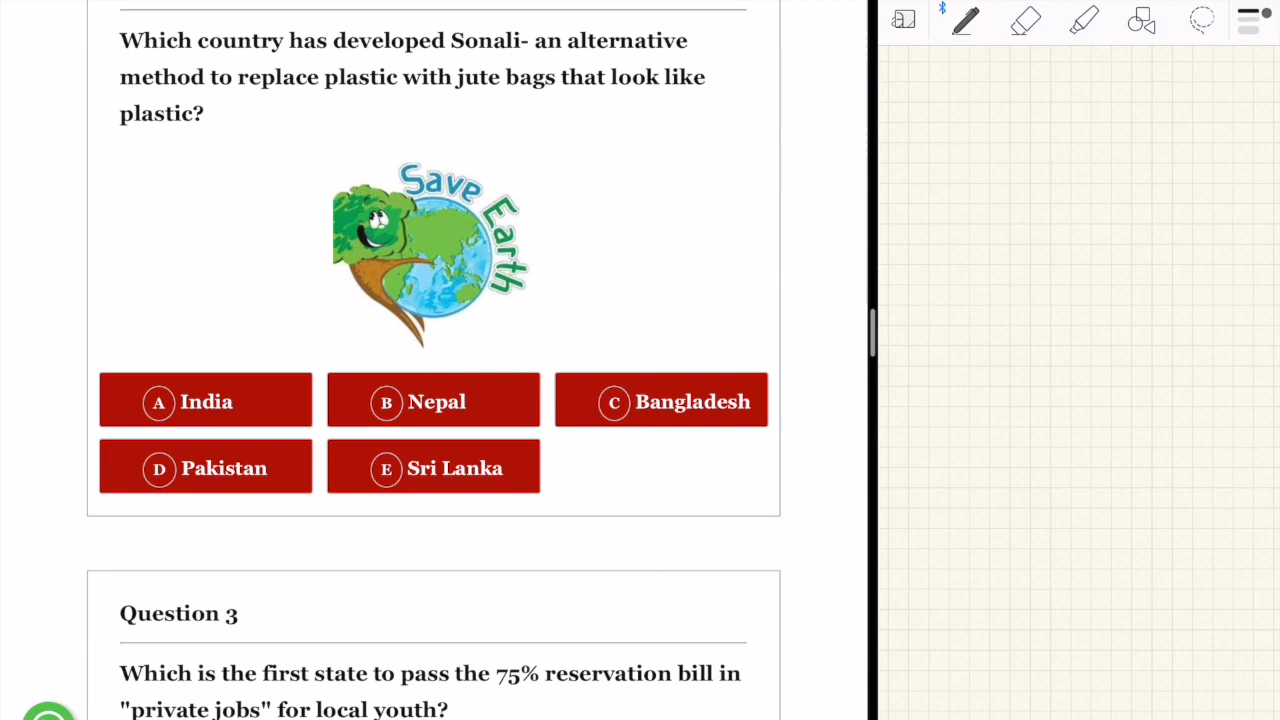 Which country has developed Sonali- an alternative
method to replace plastic with jute bags that look like
plastic?
Save Earth
A India
B Nepal
C Bangladesh
D Pakistan
E Sri Lanka
Question 3
Which is the first state to pass the 75% reservation bill in
"private jobs" for local youth?